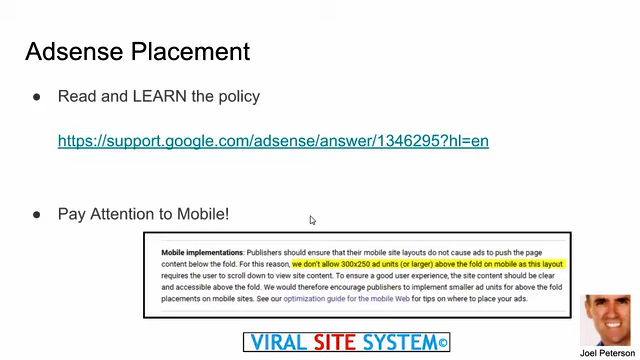 Adsense Placement
● Read and LEARN the policy
https://support.google.com/adsense/answer/1346295?hl=en
● Pay Attention to Mobile!
Mobile implementations: Publishers should ensure that their mobile site layouts do not cause ads to push the page
content below the fold. For this reason, we don't allow 300x250 ad units (or larger) above the fold on mobile as this layout
requires the user to scroll down to view site content. To ensure a good user experience, the site content should be clear
and accessible above the fold. We would therefore encourage publishers to implement smaller ad units for above the fold
placements on mobile sites. See our optimization guide for the mobile Web for tips on where to place your ads.
VIRAL SITE SYSTEM©
Joel Peterson